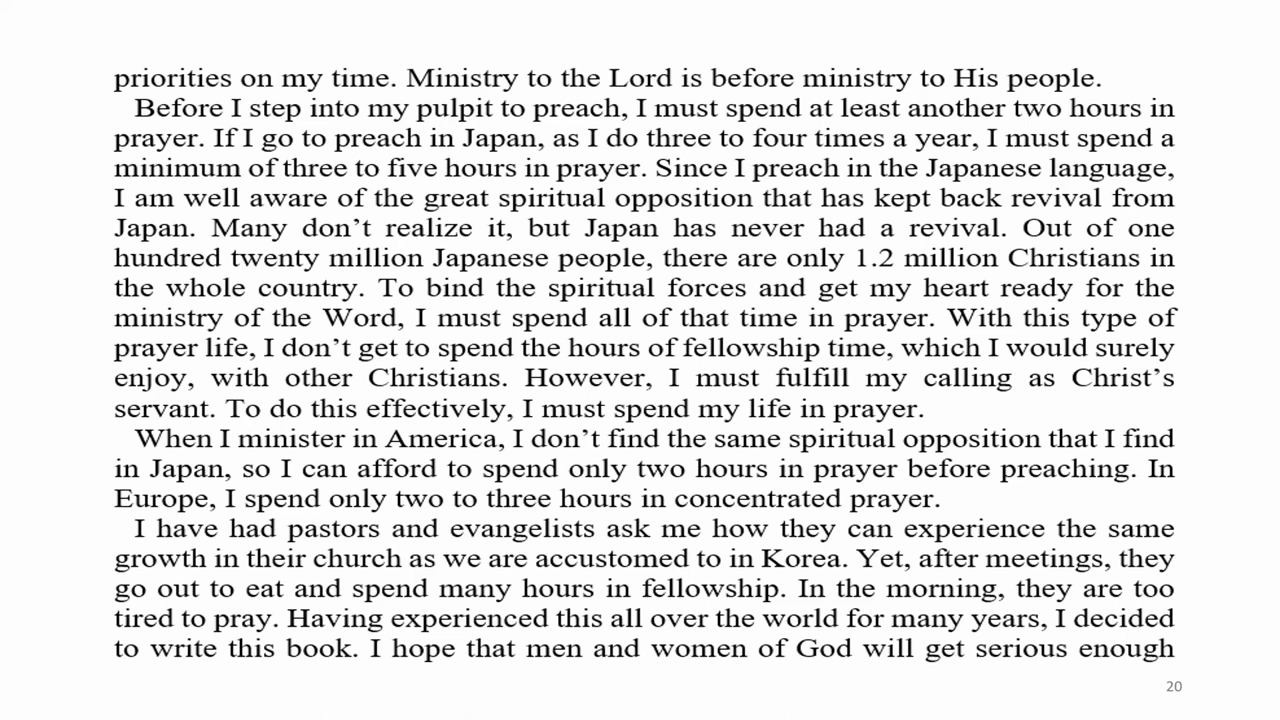 priorities on my time. Ministry to the Lord is before ministry to His people.
Before I step into my pulpit to preach, I must spend at least another two hours in
prayer. If I go to preach in Japan, as I do three to four times a year, I must spend a
minimum of three to five hours in prayer. Since I preach in the Japanese language,
I am well aware of the great spiritual opposition that has kept back revival from
Japan. Many don’t realize it, but Japan has never had a revival. Out of one
hundred twenty million Japanese people, there are only 1.2 million Christians in
the whole country. To bind the spiritual forces and get my heart ready for the
ministry of the Word, I must spend all of that time in prayer. With this type of
prayer life, I don’t get to spend the hours of fellowship time, which I would surely
enjoy, with other Christians. However, I must fulfill my calling as Christ’s
servant. To do this effectively, I must spend my life in prayer.
When I minister in America, I don’t find the same spiritual opposition that I find
in Japan, so I can afford to spend only two hours in prayer before preaching. In
Europe, I spend only two to three hours in concentrated prayer.
I have had pastors and evangelists ask me how they can experience the same
growth in their church as we are accustomed to in Korea. Yet, after meetings, they
go out to eat and spend many hours in fellowship. In the morning, they are too
tired to pray. Having experienced this all over the world for many years, I decided
to write this book. I hope that men and women of God will get serious enough
20